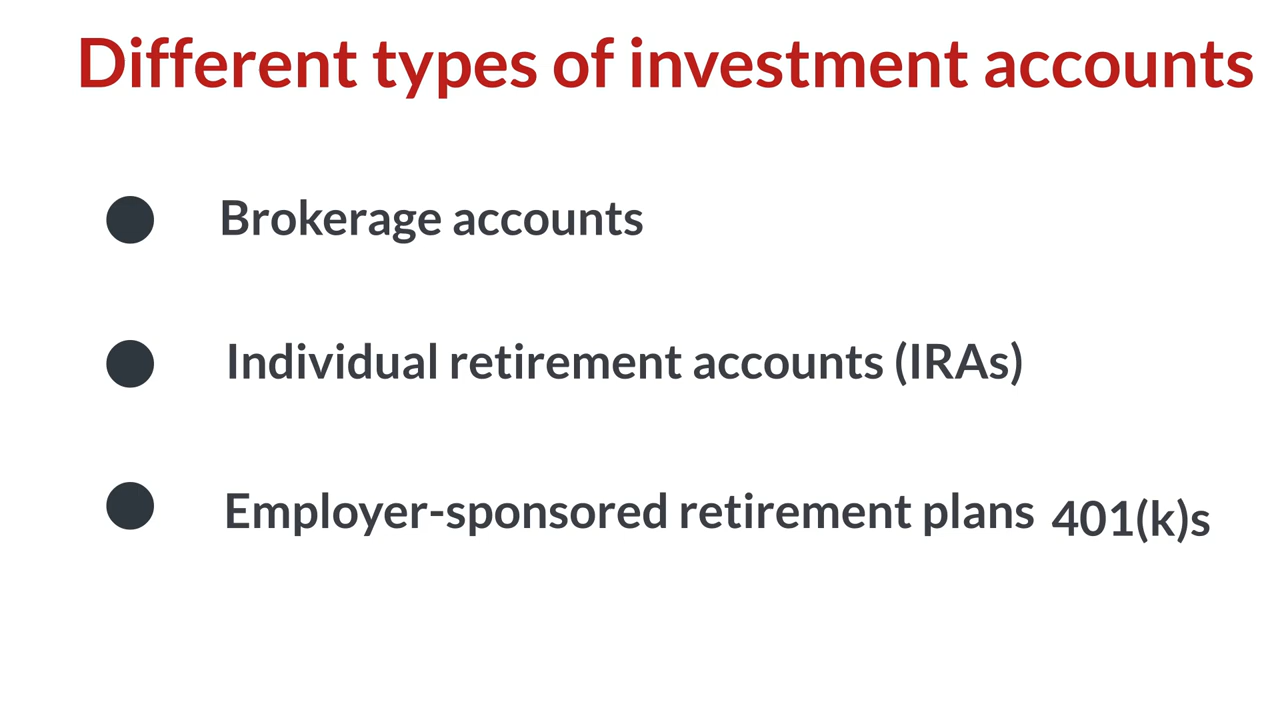 Different types of investment accounts
Brokerage accounts
Individual retirement accounts (IRAs)
Employer-sponsored retirement plans 401(k)s